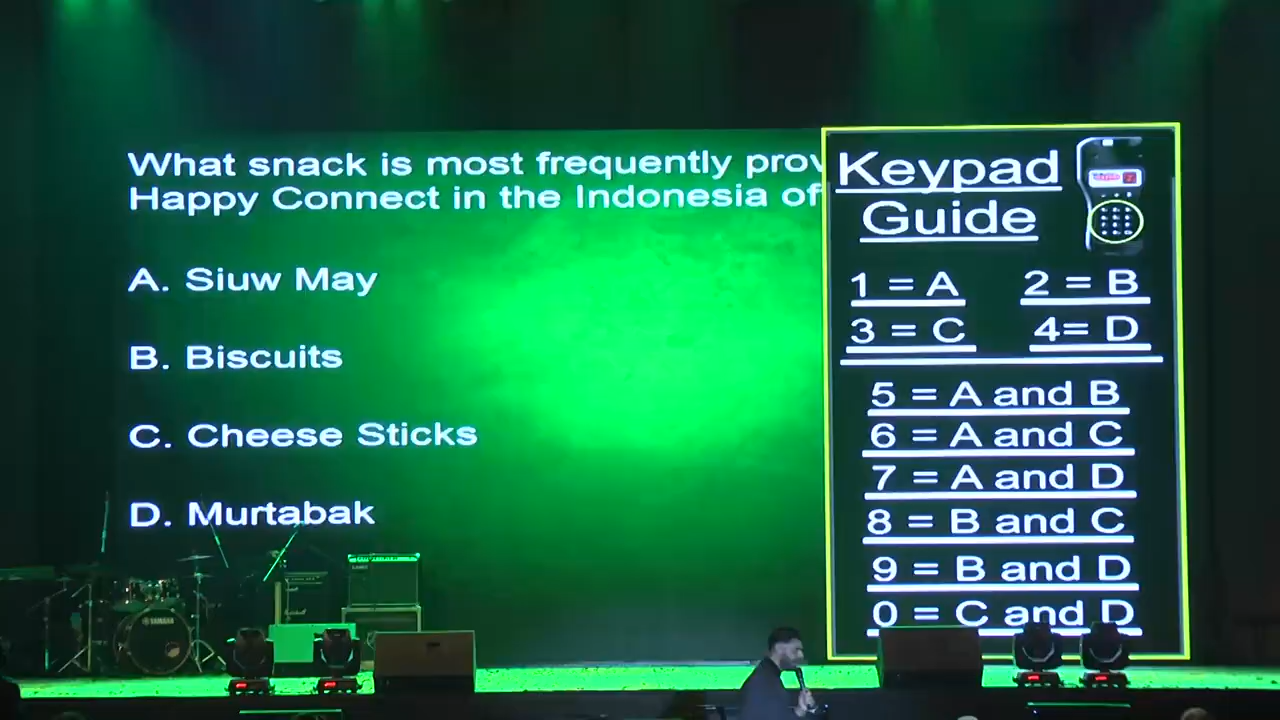 What snack is most frequently prov
Happy Connect in the Indonesia of
A. Siuw May
B. Biscuits
C. Cheese Sticks
D. Murtabak
Keypad
Guide
1 = A
2 = B
3 = C
4= D
5 = A and B
6 = A and C
7 = A and D
8 = B and C
9 = B and D
0 = C and D
YAMAHA